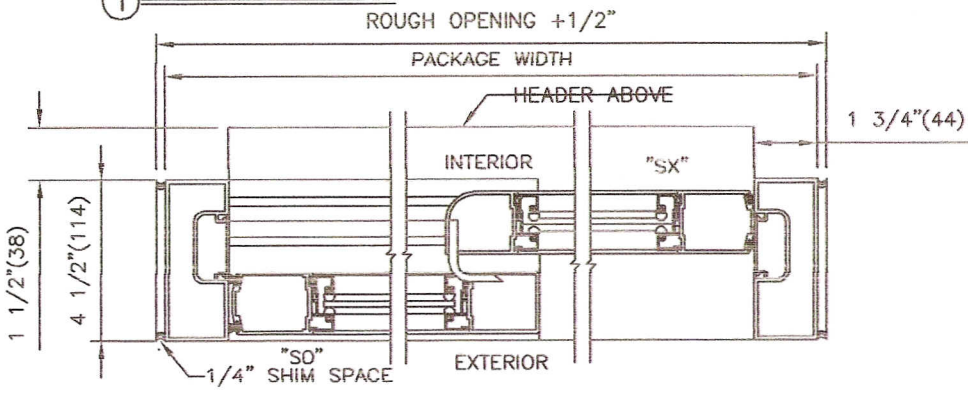 1
ROUGH OPENING +1/2"
PACKAGE WIDTH
HEADER ABOVE
1 3/4"(44)
INTERIOR
"SX"
1 1/2"(38)
4 1/2"(114)
"SO"
EXTERIOR
1/4" SHIM SPACE